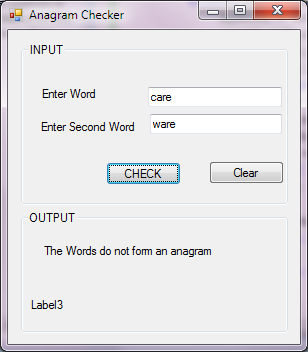 Anagram Checker
INPUT
Enter Word care
Enter Second Word ware
CHECK Clear
OUTPUT
The Words do not form an anagram
Label3